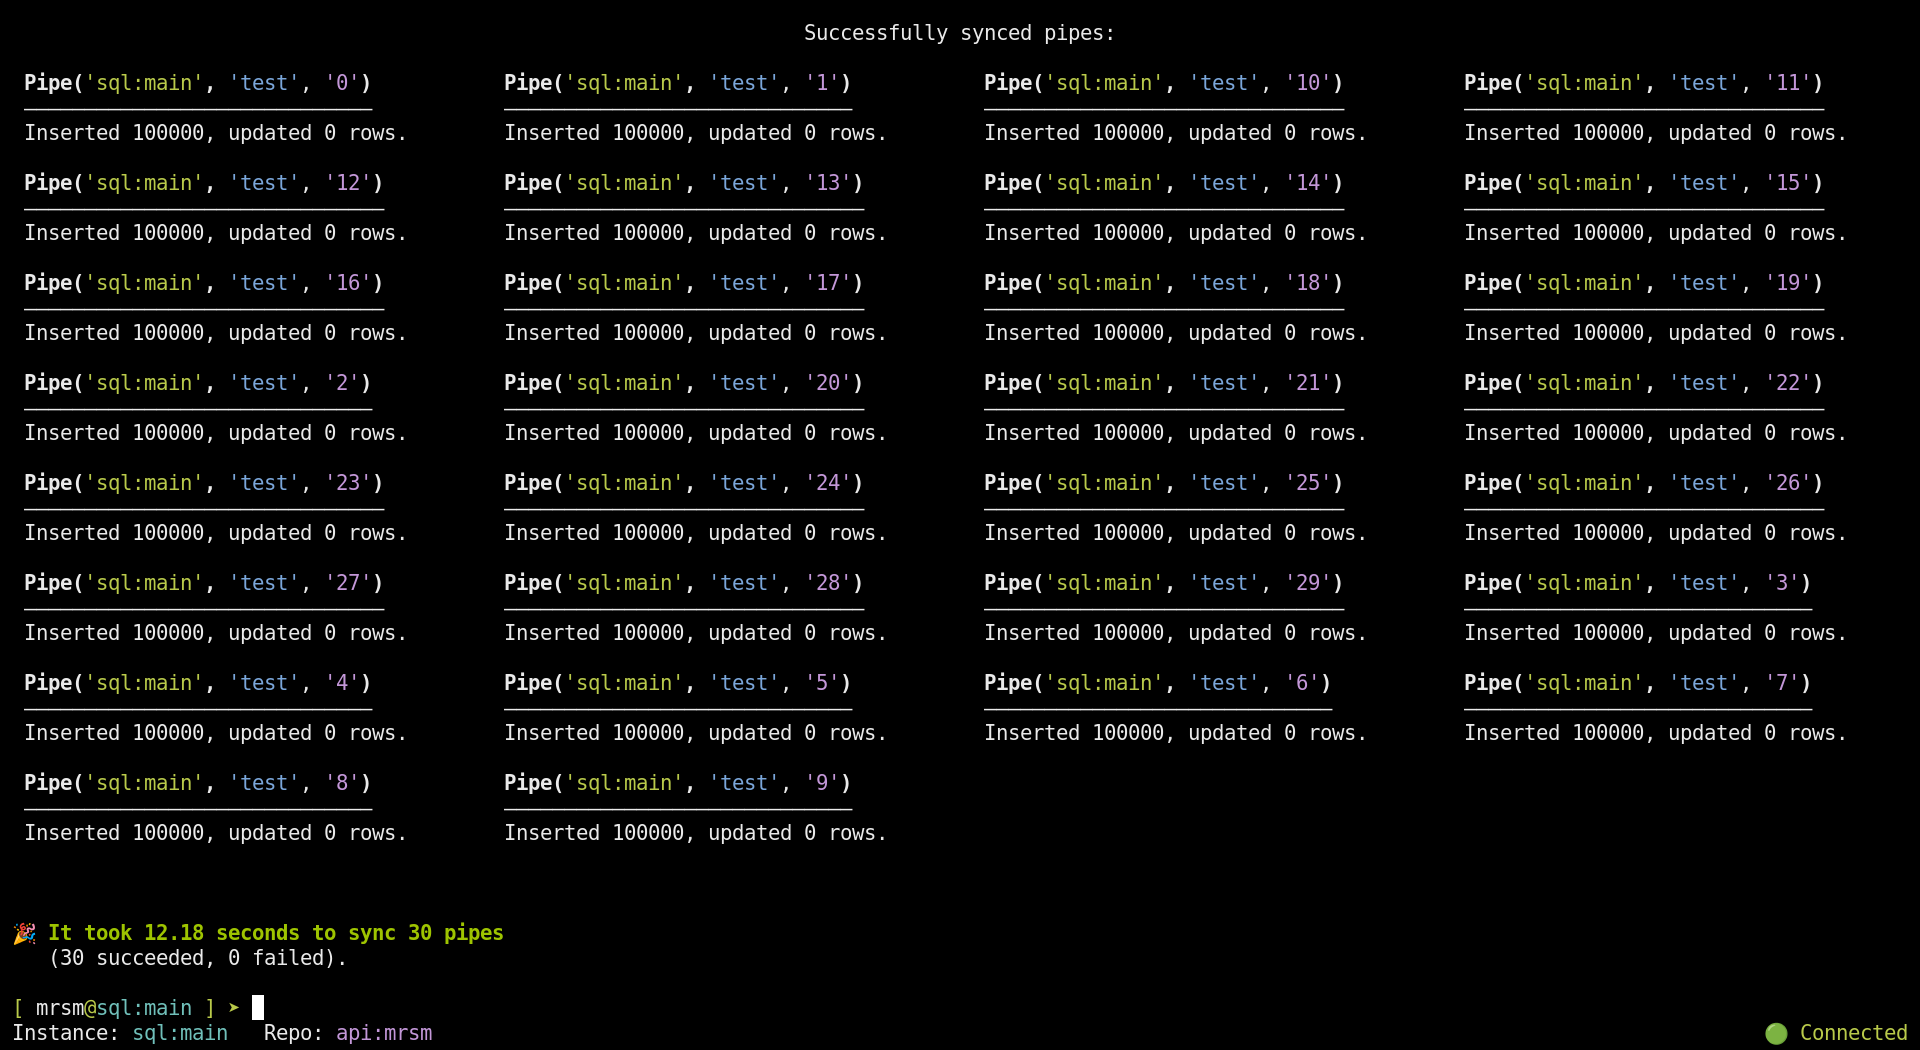 Successfully synced pipes:
Pipe('sql:main', 'test', '0') Pipe('sql:main', 'test', '1') Pipe('sql:main', 'test', '10') Pipe('sql:main', 'test', '11')
Inserted 100000, updated 0 rows. Inserted 100000, updated 0 rows. Inserted 100000, updated 0 rows. Inserted 100000, updated 0 rows.
Pipe('sql:main', 'test', '12') Pipe('sql:main', 'test', '13') Pipe('sql:main', 'test', '14') Pipe('sql:main', 'test', '15')
Inserted 100000, updated 0 rows. Inserted 100000, updated 0 rows. Inserted 100000, updated 0 rows. Inserted 100000, updated 0 rows.
Pipe('sql:main', 'test', '16') Pipe('sql:main', 'test', '17') Pipe('sql:main', 'test', '18') Pipe('sql:main', 'test', '19')
Inserted 100000, updated 0 rows. Inserted 100000, updated 0 rows. Inserted 100000, updated 0 rows. Inserted 100000, updated 0 rows.
Pipe('sql:main', 'test', '2') Pipe('sql:main', 'test', '20') Pipe('sql:main', 'test', '21') Pipe('sql:main', 'test', '22')
Inserted 100000, updated 0 rows. Inserted 100000, updated 0 rows. Inserted 100000, updated 0 rows. Inserted 100000, updated 0 rows.
Pipe('sql:main', 'test', '23') Pipe('sql:main', 'test', '24') Pipe('sql:main', 'test', '25') Pipe('sql:main', 'test', '26')
Inserted 100000, updated 0 rows. Inserted 100000, updated 0 rows. Inserted 100000, updated 0 rows. Inserted 100000, updated 0 rows.
Pipe('sql:main', 'test', '27') Pipe('sql:main', 'test', '28') Pipe('sql:main', 'test', '29') Pipe('sql:main', 'test', '3')
Inserted 100000, updated 0 rows. Inserted 100000, updated 0 rows. Inserted 100000, updated 0 rows. Inserted 100000, updated 0 rows.
Pipe('sql:main', 'test', '4') Pipe('sql:main', 'test', '5') Pipe('sql:main', 'test', '6') Pipe('sql:main', 'test', '7')
Inserted 100000, updated 0 rows. Inserted 100000, updated 0 rows. Inserted 100000, updated 0 rows. Inserted 100000, updated 0 rows.
Pipe('sql:main', 'test', '8') Pipe('sql:main', 'test', '9')
Inserted 100000, updated 0 rows. Inserted 100000, updated 0 rows.
🎉 It took 12.18 seconds to sync 30 pipes
(30 succeeded, 0 failed).
[ mrsm@sql:main ] ➤
Instance: sql:main Repo: api:mrsm 🟢 Connected